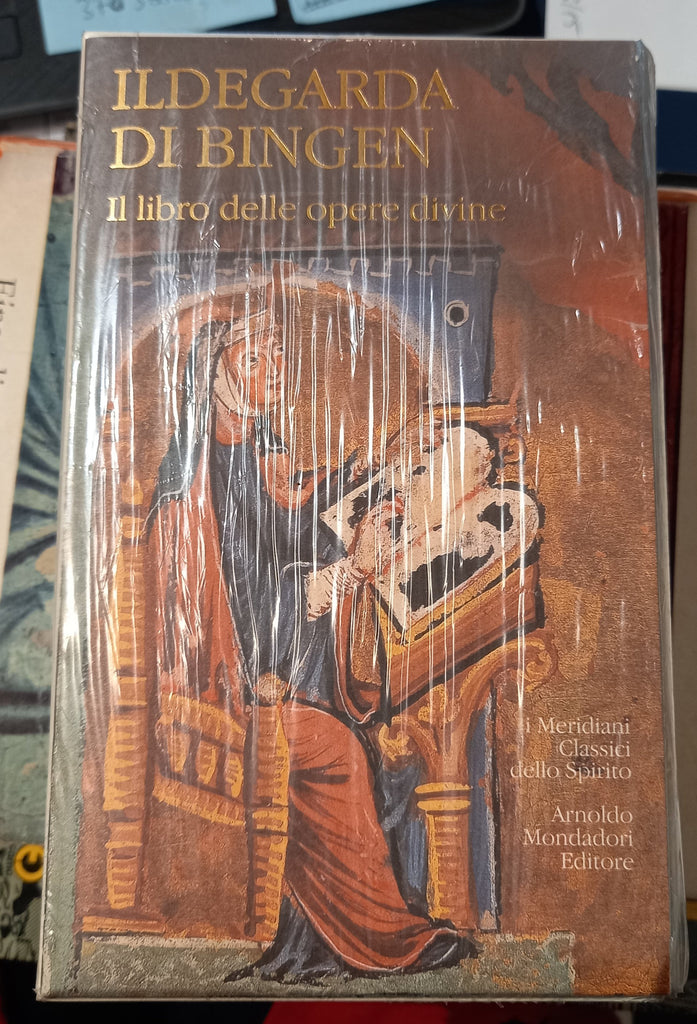 ILDEGARDA
DI BINGEN
Il libro delle opere divine
i Meridiani
Classici
dello Spirito
Arnoldo
Mondadori
Editore